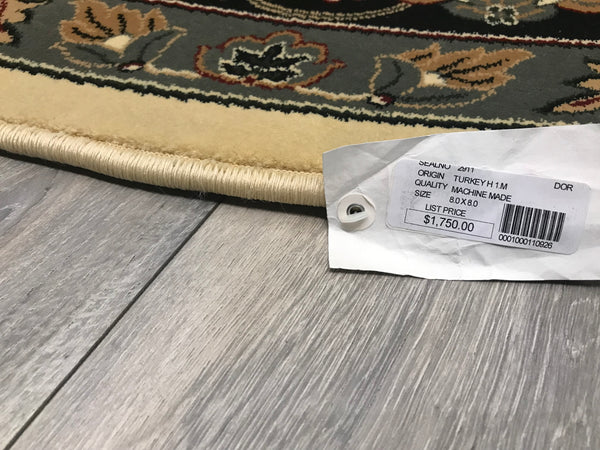 SEALNO 2911
ORIGIN TURKEY H 1.M DOR
QUALITY MACHINE MADE
SIZE 8.0 X 8.0
LIST PRICE
$1,750.00
0001000110926